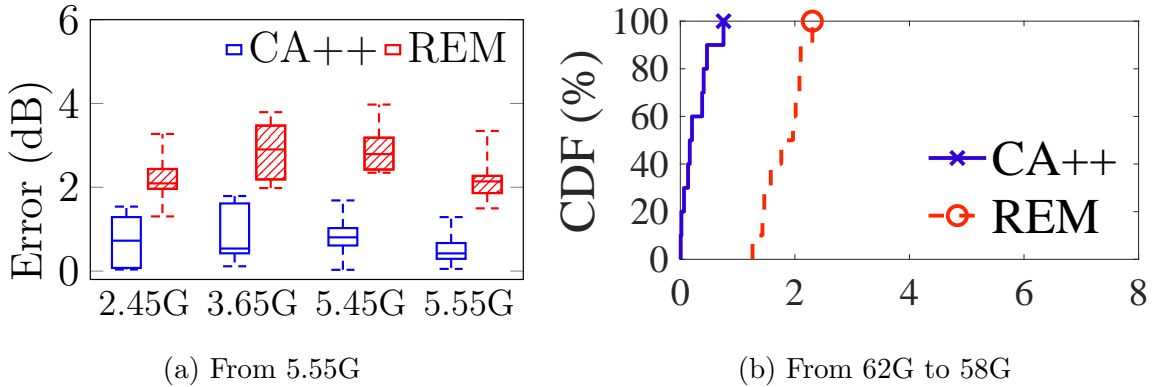 Error (dB)
6
4
2
0
CA++ REM
2.45G 3.65G 5.45G 5.55G
(a) From 5.55G
CDF (%)
100
80
60
40
20
0
CA++
REM
0 2 4 6 8
(b) From 62G to 58G